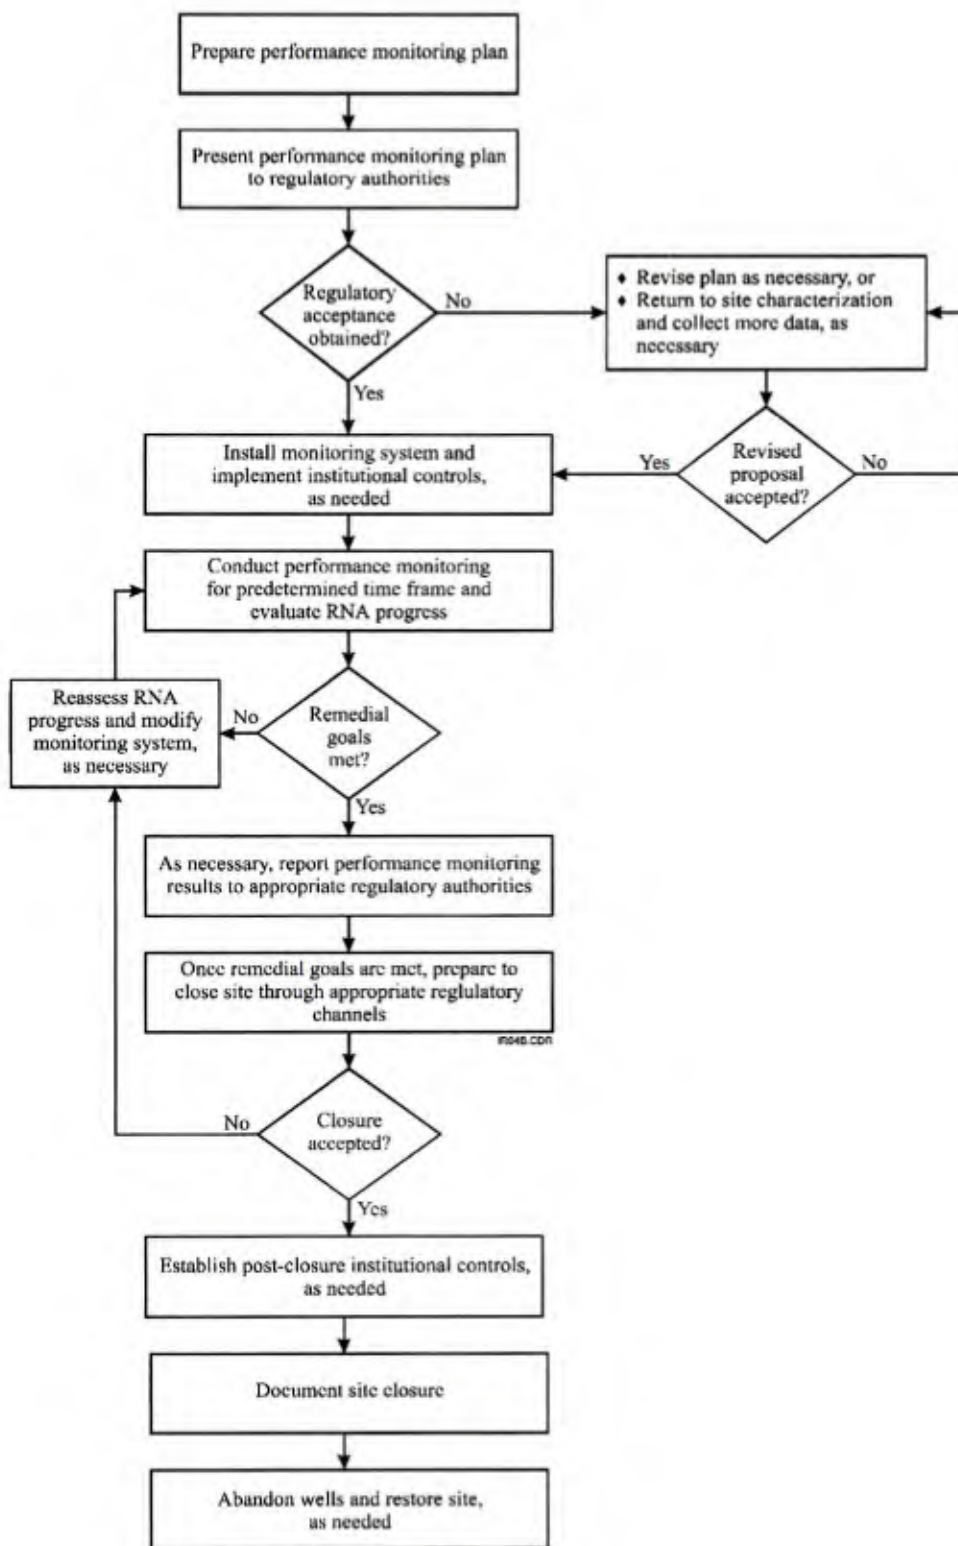 Prepare performance monitoring plan
Present performance monitoring plan
to regulatory authorities
Regulatory
acceptance
obtained?
No
Yes
♦ Revise plan as necessary, or
♦ Return to site characterization
and collect more data, as
necessary
Revised
proposal
accepted?
Yes
No
Install monitoring system and
implement institutional controls,
as needed
Conduct performance monitoring
for predetermined time frame and
evaluate RNA progress
Reassess RNA
progress and modify
monitoring system,
as necessary
No
Remedial
goals
met?
Yes
As necessary, report performance monitoring
results to appropriate regulatory authorities
Once remedial goals are met, prepare to
close site through appropriate reglulatory
channels
Closure
accepted?
No
Yes
Establish post-closure institutional controls,
as needed
Document site closure
Abandon wells and restore site,
as needed